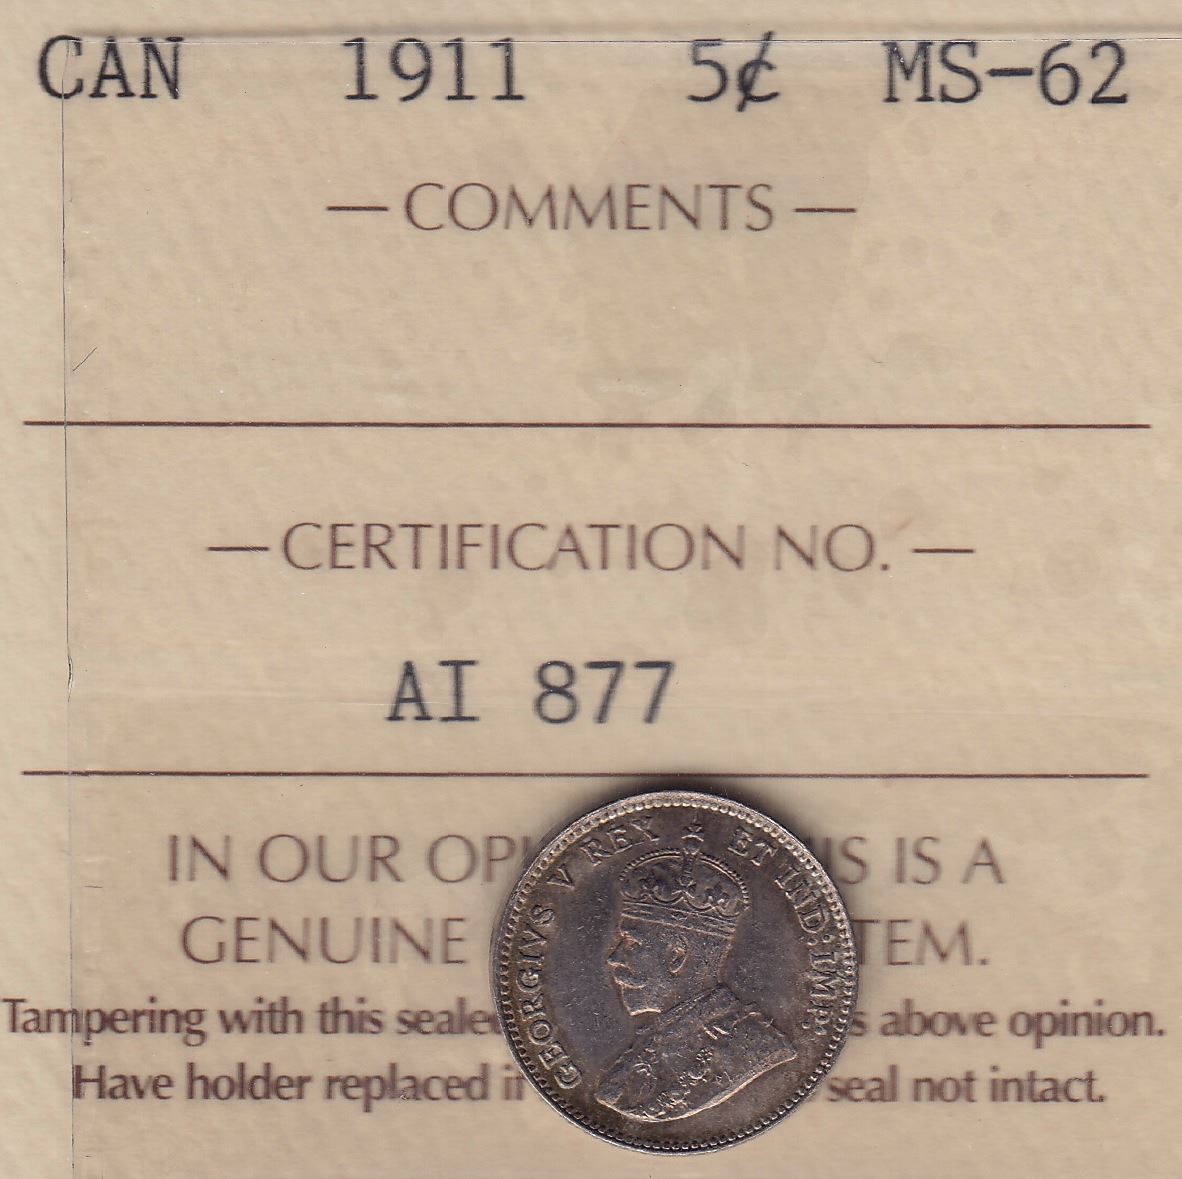 CAN 1911 5¢ MS-62
— COMMENTS —
— CERTIFICATION NO. —
AI 877
IN OUR OP IS IS A
GENUINE TEM.
Tampering with this seale s above opinion.
Have holder replaced if seal not intact.
GEORGIVS V REX ET IND: IMP: